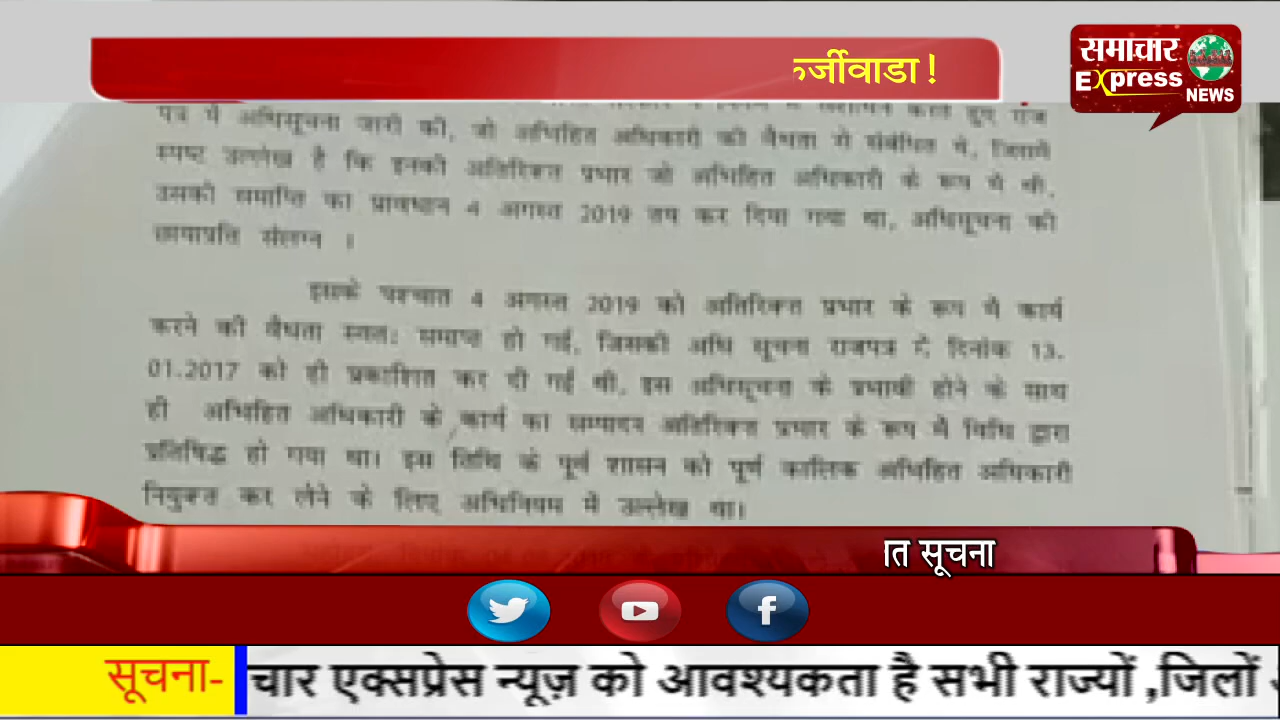 र्जीवाडा!
समाचार
Express
NEWS
पत्र में अधिसूचना जारी की, जो अभिहित अधिकारी की वैधता से संबंधित थे, जिसमें
स्पष्ट उल्लेख है कि इनकी अतिरिक्त प्रभार जो अभिहित अधिकारी के रूप में थी,
उसकी समाप्ति का प्रावधान 4 अगस्त 2019 तय कर दिया गया था, अधिसूचना की
छायाप्रति संलग्न ।
इसके पश्चात 4 अगस्त 2019 को अतिरिक्त प्रभार के रूप में कार्य
करने की वैधता स्वतः समाप्त हो गई, जिसकी अधि सूचना राजपत्र में दिनांक 13.
01.2017 को ही प्रकाशित कर दी गई थी, इस अधिसूचना के प्रभावी होने के साथ
ही अभिहित अधिकारी के कार्य का सम्पादन अतिरिक्त प्रभार के रूप में विधि द्वारा
प्रतिषिद्ध हो गया था। इस तिथि के पूर्व शासन को पूर्ण कालिक अभिहित अधिकारी
नियुक्त कर लेने के लिए अधिनियम में उल्लेख था।
त सूचना
सूचना- चार एक्सप्रेस न्यूज़ को आवश्यकता है सभी राज्यों ,जिलों